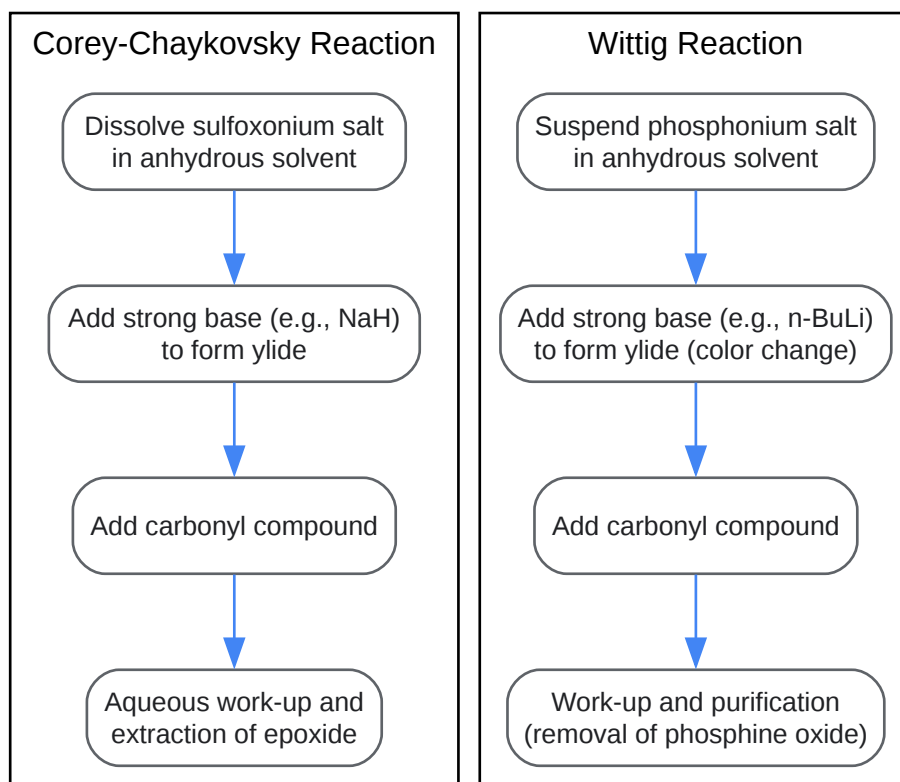 Corey-Chaykovsky Reaction
Dissolve sulfoxonium salt
in anhydrous solvent
Add strong base (e.g., NaH)
to form ylide
Add carbonyl compound
Aqueous work-up and
extraction of epoxide
Wittig Reaction
Suspend phosphonium salt
in anhydrous solvent
Add strong base (e.g., n-BuLi)
to form ylide (color change)
Add carbonyl compound
Work-up and purification
(removal of phosphine oxide)